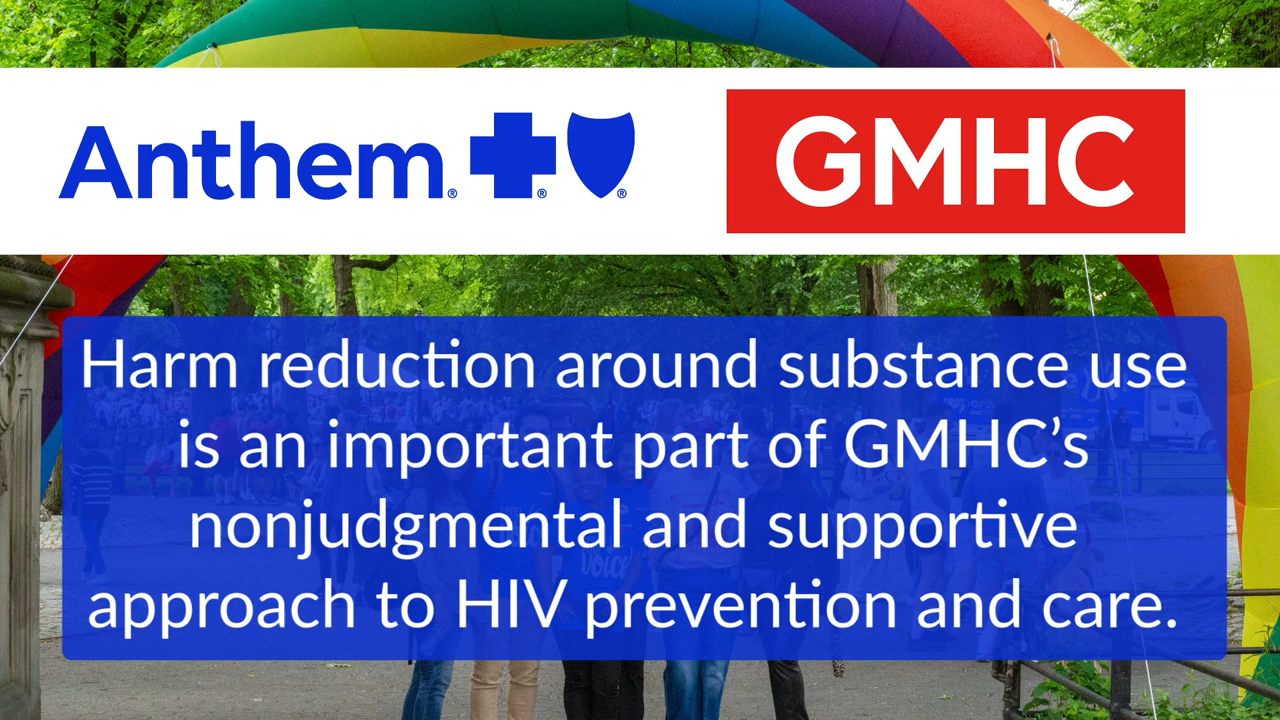 Anthem®
GMHC
Harm reduction around substance use
is an important part of GMHC’s
nonjudgmental and supportive
approach to HIV prevention and care.
voice